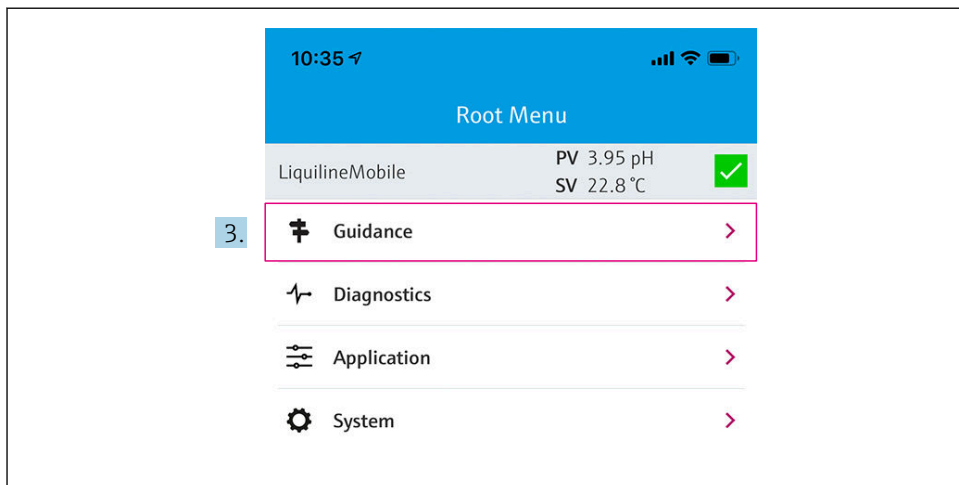 10:35
Root Menu
LiquilineMobile
PV 3.95 pH
SV 22.8 °C
3.
Guidance
Diagnostics
Application
System